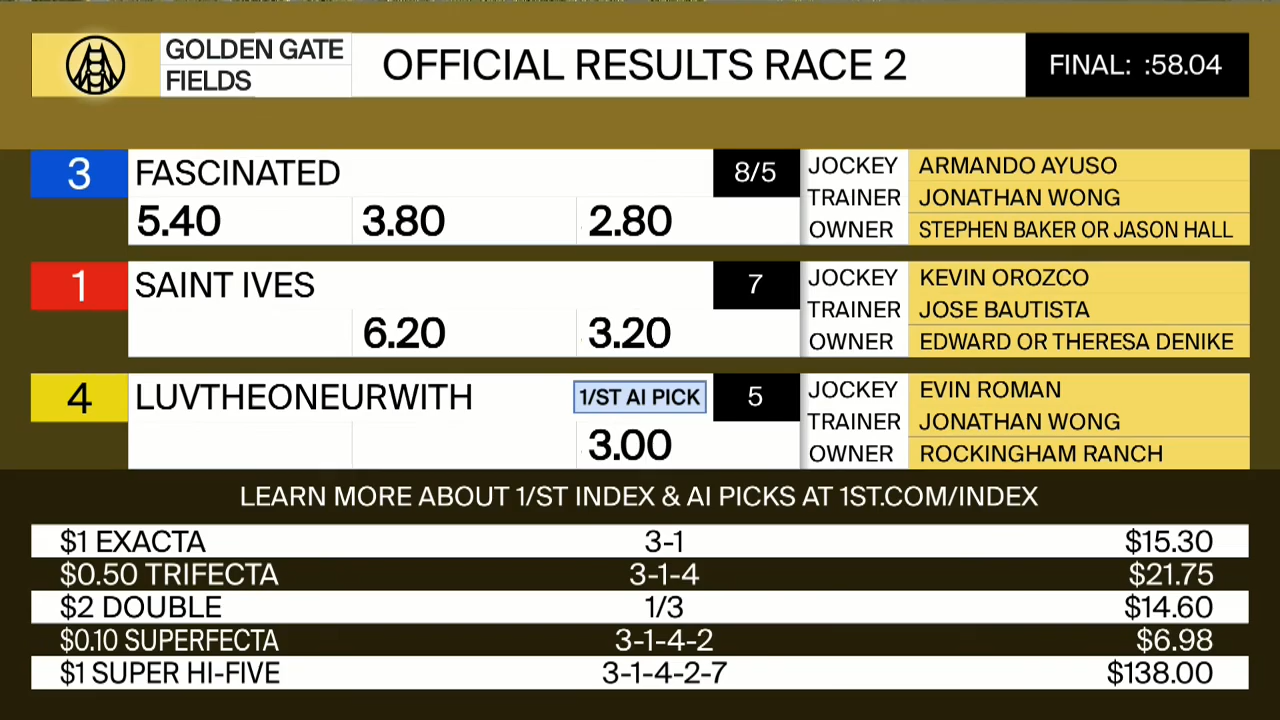 GOLDEN GATE
FIELDS
OFFICIAL RESULTS RACE 2
FINAL: :58.04
3 FASCINATED 8/5
5.40 3.80 2.80
JOCKEY ARMANDO AYUSO
TRAINER JONATHAN WONG
OWNER STEPHEN BAKER OR JASON HALL
1 SAINT IVES 7
6.20 3.20
JOCKEY KEVIN OROZCO
TRAINER JOSE BAUTISTA
OWNER EDWARD OR THERESA DENIKE
4 LUVTHEONEURWITH 1/ST AI PICK 5
3.00
JOCKEY EVIN ROMAN
TRAINER JONATHAN WONG
OWNER ROCKINGHAM RANCH
LEARN MORE ABOUT 1/ST INDEX & AI PICKS AT 1ST.COM/INDEX
$1 EXACTA 3-1 $15.30
$0.50 TRIFECTA 3-1-4 $21.75
$2 DOUBLE 1/3 $14.60
$0.10 SUPERFECTA 3-1-4-2 $6.98
$1 SUPER HI-FIVE 3-1-4-2-7 $138.00